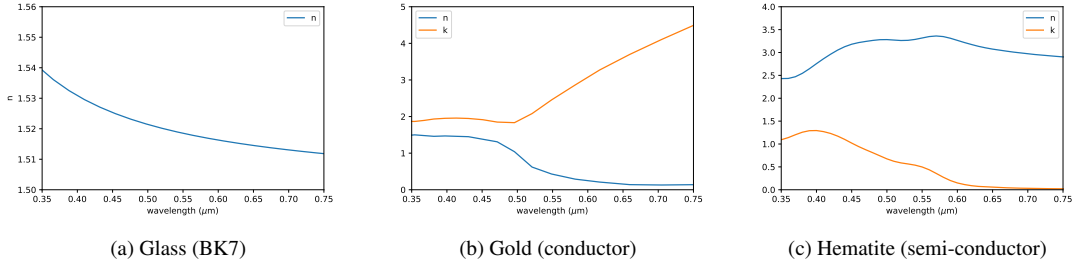 1.56
1.55
1.54
1.53
1.52
1.51
1.50
n
n
0.35 0.40 0.45 0.50 0.55 0.60 0.65 0.70 0.75
wavelength (μm)
(a) Glass (BK7)
5
4
3
2
1
0
n
k
0.35 0.40 0.45 0.50 0.55 0.60 0.65 0.70 0.75
wavelength (μm)
(b) Gold (conductor)
4.0
3.5
3.0
2.5
2.0
1.5
1.0
0.5
0.0
n
k
0.35 0.40 0.45 0.50 0.55 0.60 0.65 0.70 0.75
wavelength (μm)
(c) Hematite (semi-conductor)